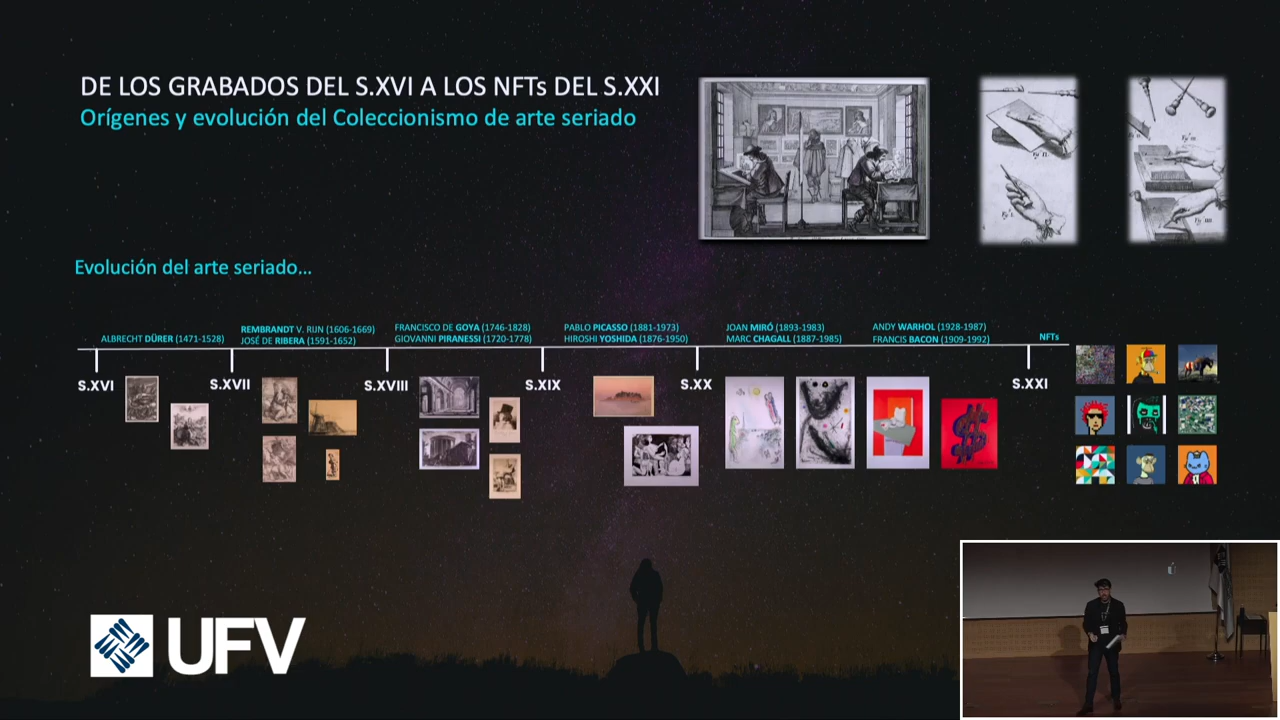 DE LOS GRABADOS DEL S.XVI A LOS NFTs DEL S.XXI
Orígenes y evolución del Coleccionismo de arte seriado
Evolución del arte seriado...
ALBRECHT DÜRER (1471-1528)
REMBRANDT V. RIJN (1606-1669)
JOSÉ DE RIBERA (1591-1652)
FRANCISCO DE GOYA (1746-1828)
GIOVANNI PIRANESSI (1720-1778)
PABLO PICASSO (1881-1973)
HIROSHI YOSHIDA (1876-1950)
JOAN MIRÓ (1893-1983)
MARC CHAGALL (1887-1985)
ANDY WARHOL (1928-1987)
FRANCIS BACON (1909-1992)
NFTs
S.XVI
S.XVII
S.XVIII
S.XIX
S.XX
S.XXI
UFV